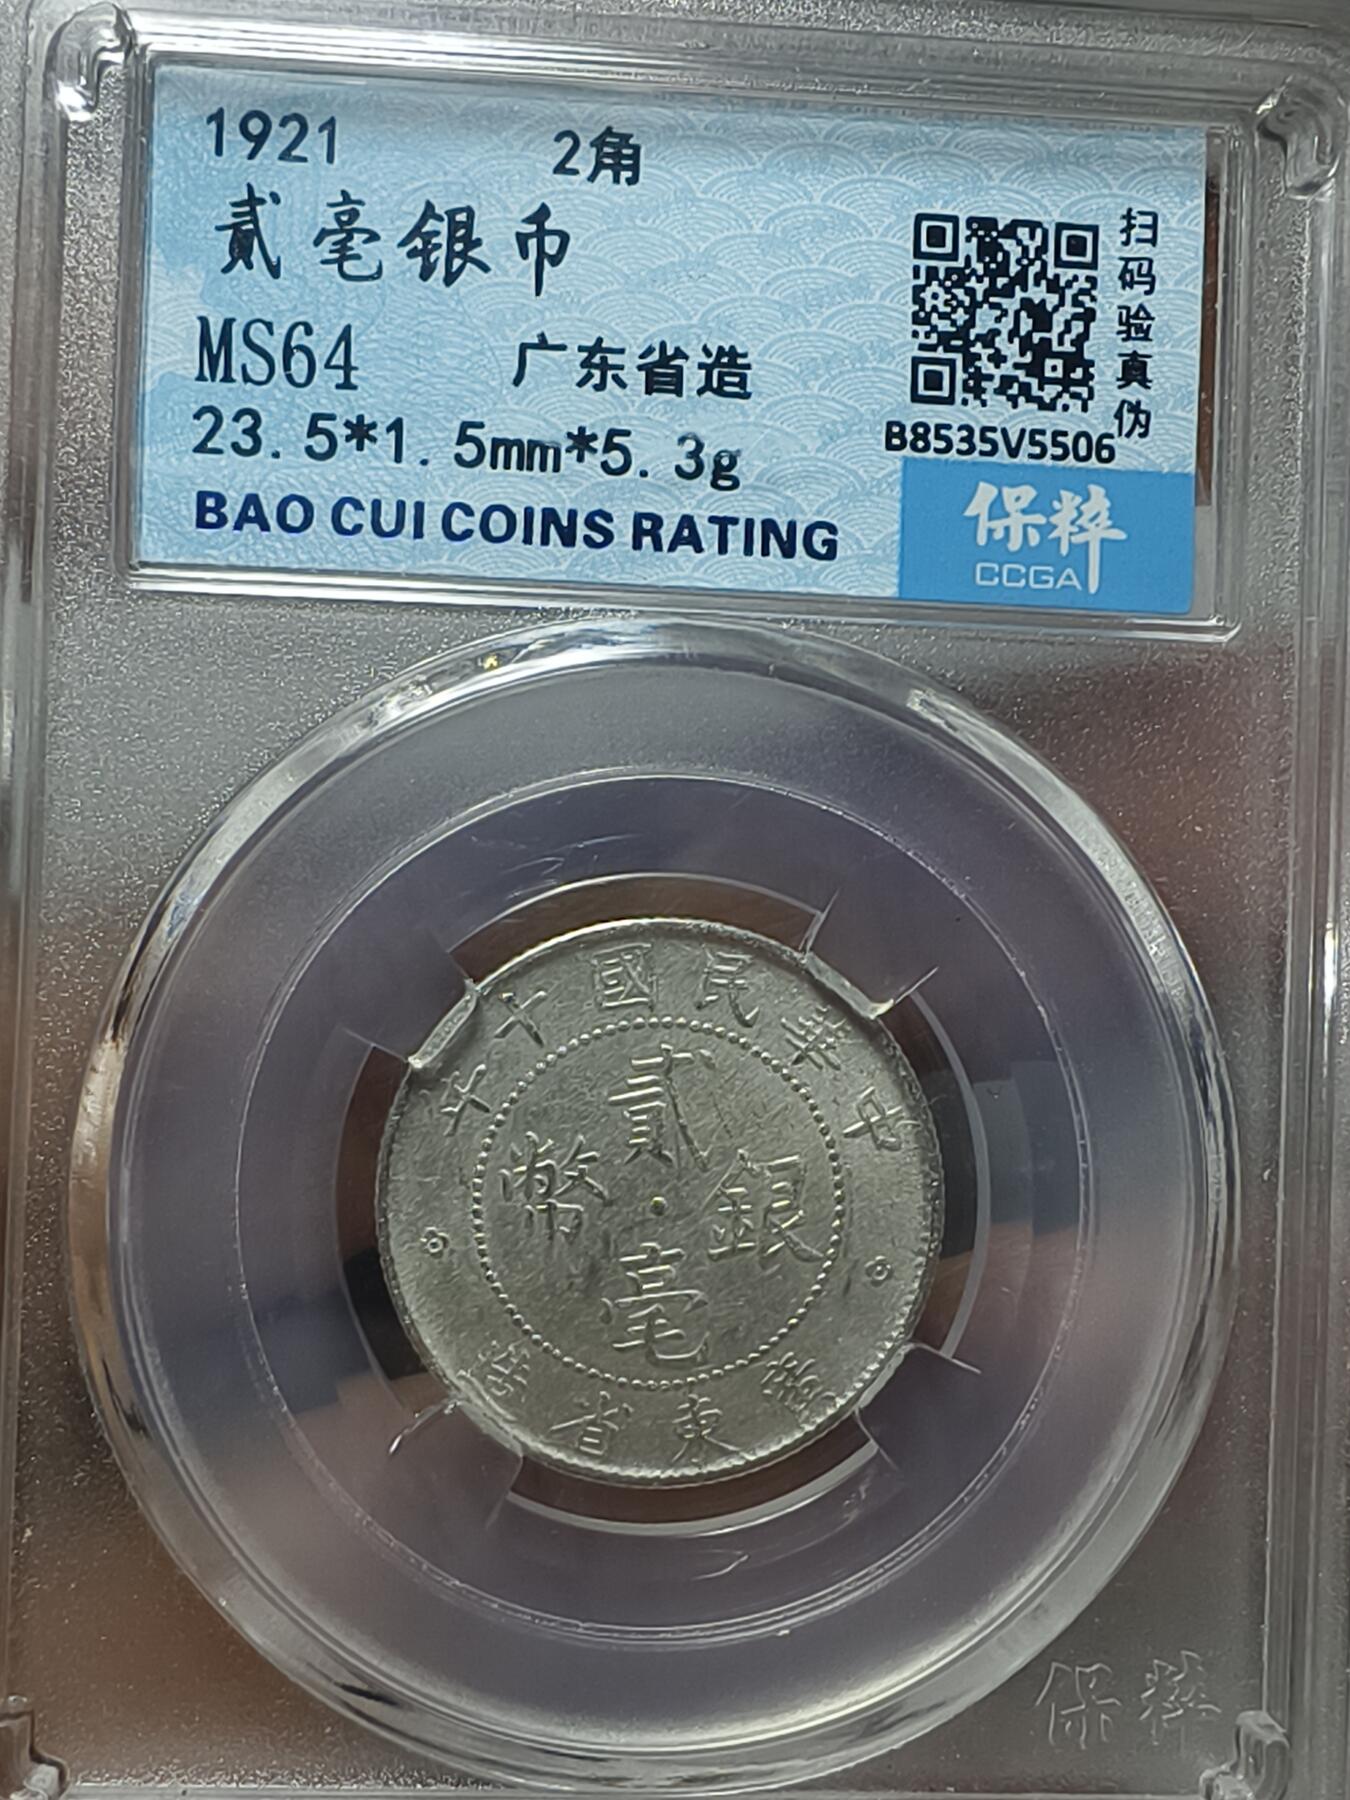 1921 2角
貳毫银币
MS64 广东省造
23.5*1.5mm*5.3g
BAO CUI COINS RATING
扫码验真伪
B8535V5506
保粹
CCGA
中華民國十年
貳毫銀幣
廣東省造
保粹